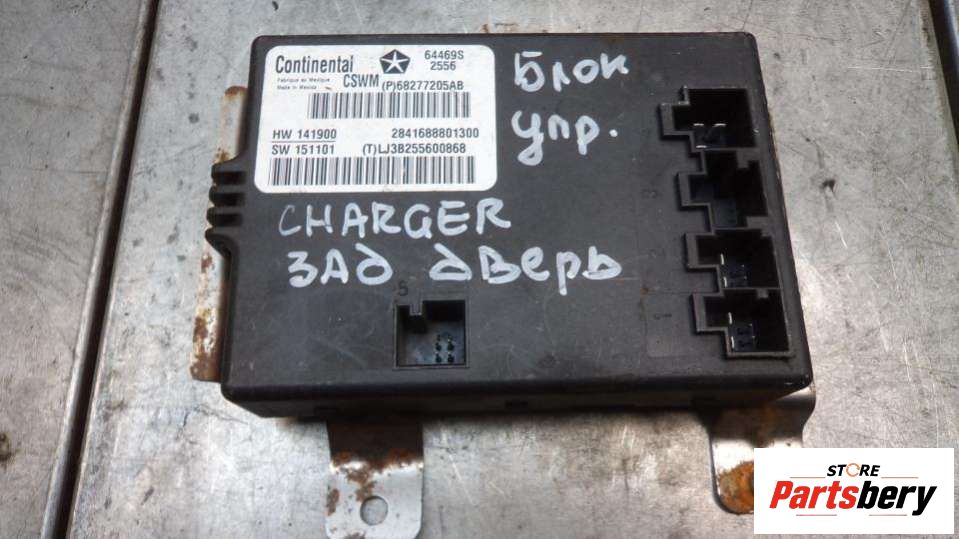 Continental
64469S
2556
Fabrique au Mexique
Made in Mexico
CSWM
(P)68277205AB
HW 141900
2841688801300
SW 151101
(T)LJ3B255600868
Блок
упр.
CHARGER
ЗАД дверь
5
STORE
Partsbery